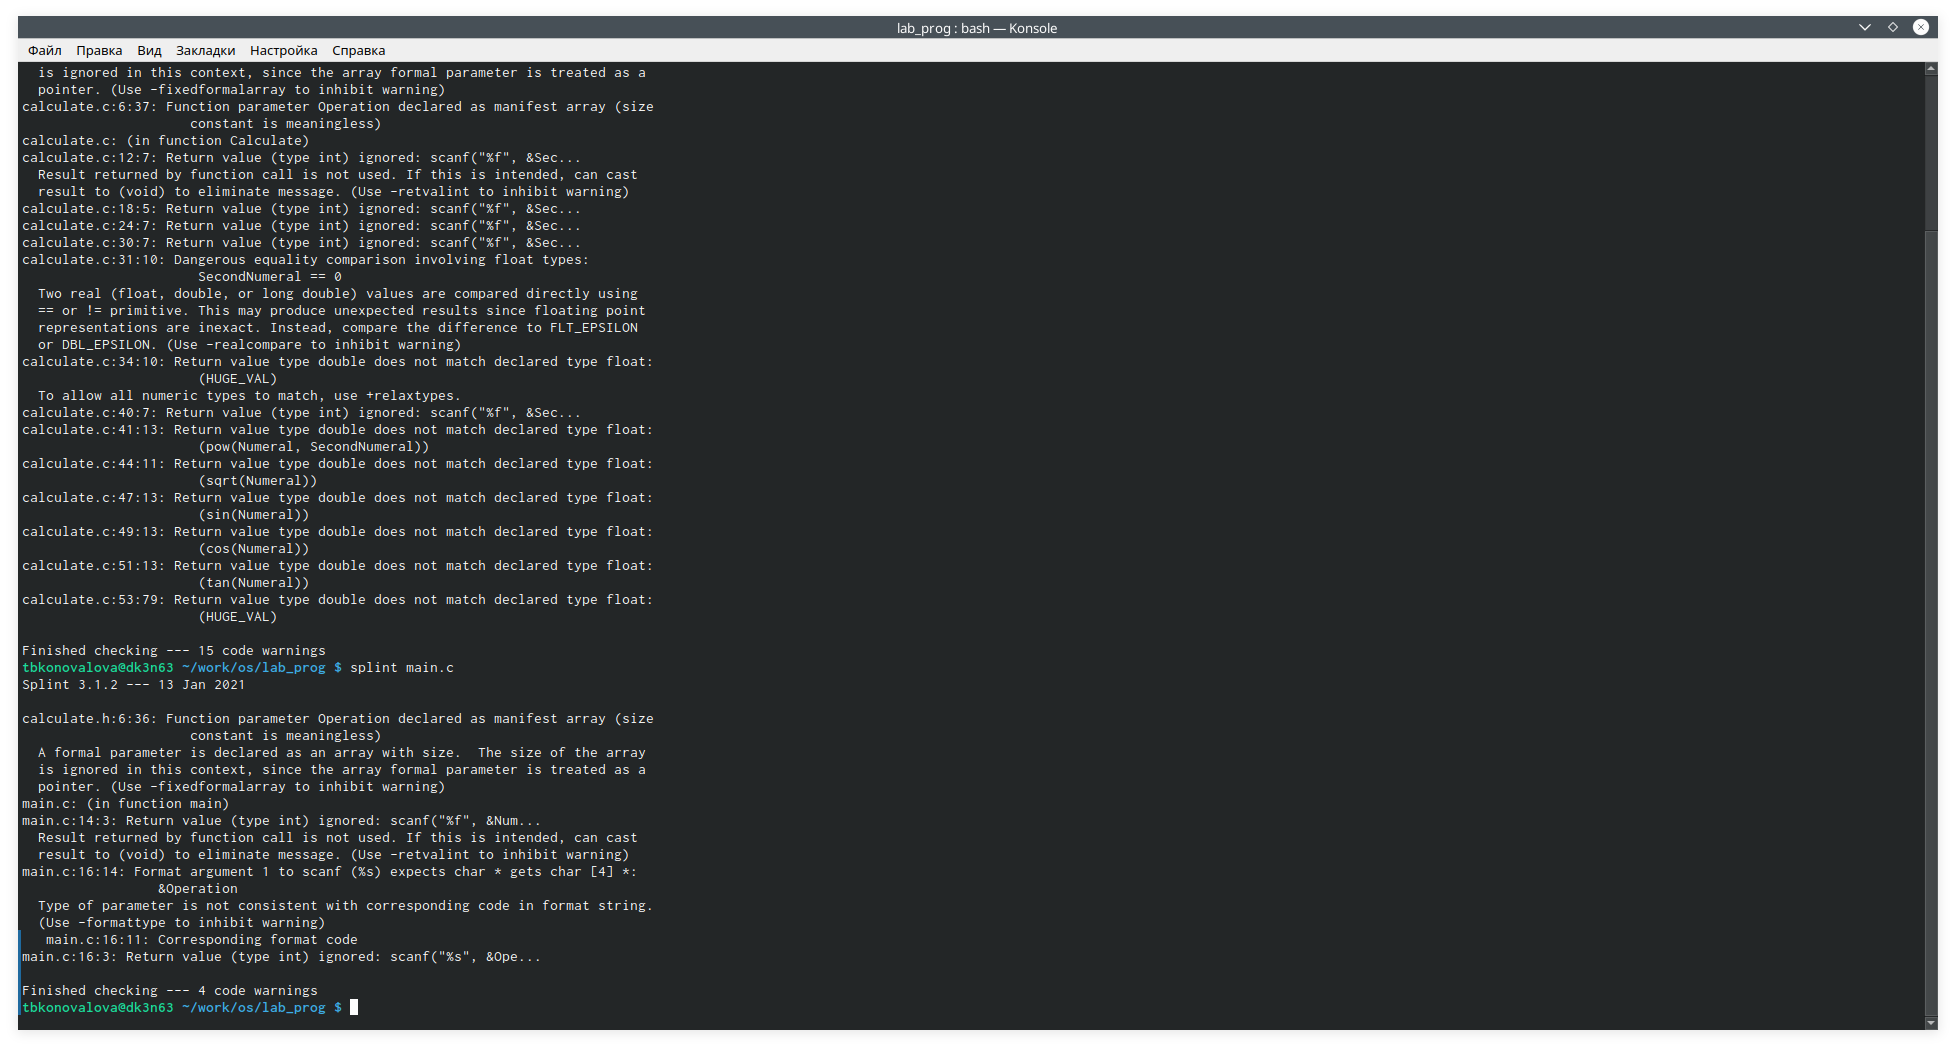 lab_prog : bash — Konsole
Файл Правка Вид Закладки Настройка Справка
is ignored in this context, since the array formal parameter is treated as a
pointer. (Use -fixedformalarray to inhibit warning)
calculate.c:6:37: Function parameter Operation declared as manifest array (size
constant is meaningless)
calculate.c: (in function Calculate)
calculate.c:12:7: Return value (type int) ignored: scanf("%f", &Sec...
Result returned by function call is not used. If this is intended, can cast
result to (void) to eliminate message. (Use -retvalint to inhibit warning)
calculate.c:18:5: Return value (type int) ignored: scanf("%f", &Sec...
calculate.c:24:7: Return value (type int) ignored: scanf("%f", &Sec...
calculate.c:30:7: Return value (type int) ignored: scanf("%f", &Sec...
calculate.c:31:10: Dangerous equality comparison involving float types:
SecondNumeral == 0
Two real (float, double, or long double) values are compared directly using
== or != primitive. This may produce unexpected results since floating point
representations are inexact. Instead, compare the difference to FLT_EPSILON
or DBL_EPSILON. (Use -realcompare to inhibit warning)
calculate.c:34:10: Return value type double does not match declared type float:
(HUGE_VAL)
To allow all numeric types to match, use +relaxtypes.
calculate.c:40:7: Return value (type int) ignored: scanf("%f", &Sec...
calculate.c:41:13: Return value type double does not match declared type float:
(pow(Numeral, SecondNumeral))
calculate.c:44:11: Return value type double does not match declared type float:
(sqrt(Numeral))
calculate.c:47:13: Return value type double does not match declared type float:
(sin(Numeral))
calculate.c:49:13: Return value type double does not match declared type float:
(cos(Numeral))
calculate.c:51:13: Return value type double does not match declared type float:
(tan(Numeral))
calculate.c:53:79: Return value type double does not match declared type float:
(HUGE_VAL)
Finished checking --- 15 code warnings
tbkonovalova@dk3n63 ~/work/os/lab_prog $ splint main.c
Splint 3.1.2 --- 13 Jan 2021
calculate.h:6:36: Function parameter Operation declared as manifest array (size
constant is meaningless)
A formal parameter is declared as an array with size.  The size of the array
is ignored in this context, since the array formal parameter is treated as a
pointer. (Use -fixedformalarray to inhibit warning)
main.c: (in function main)
main.c:14:3: Return value (type int) ignored: scanf("%f", &Num...
Result returned by function call is not used. If this is intended, can cast
result to (void) to eliminate message. (Use -retvalint to inhibit warning)
main.c:16:14: Format argument 1 to scanf (%s) expects char * gets char [4] *:
&Operation
Type of parameter is not consistent with corresponding code in format string.
(Use -formattype to inhibit warning)
main.c:16:11: Corresponding format code
main.c:16:3: Return value (type int) ignored: scanf("%s", &Ope...
Finished checking --- 4 code warnings
tbkonovalova@dk3n63 ~/work/os/lab_prog $